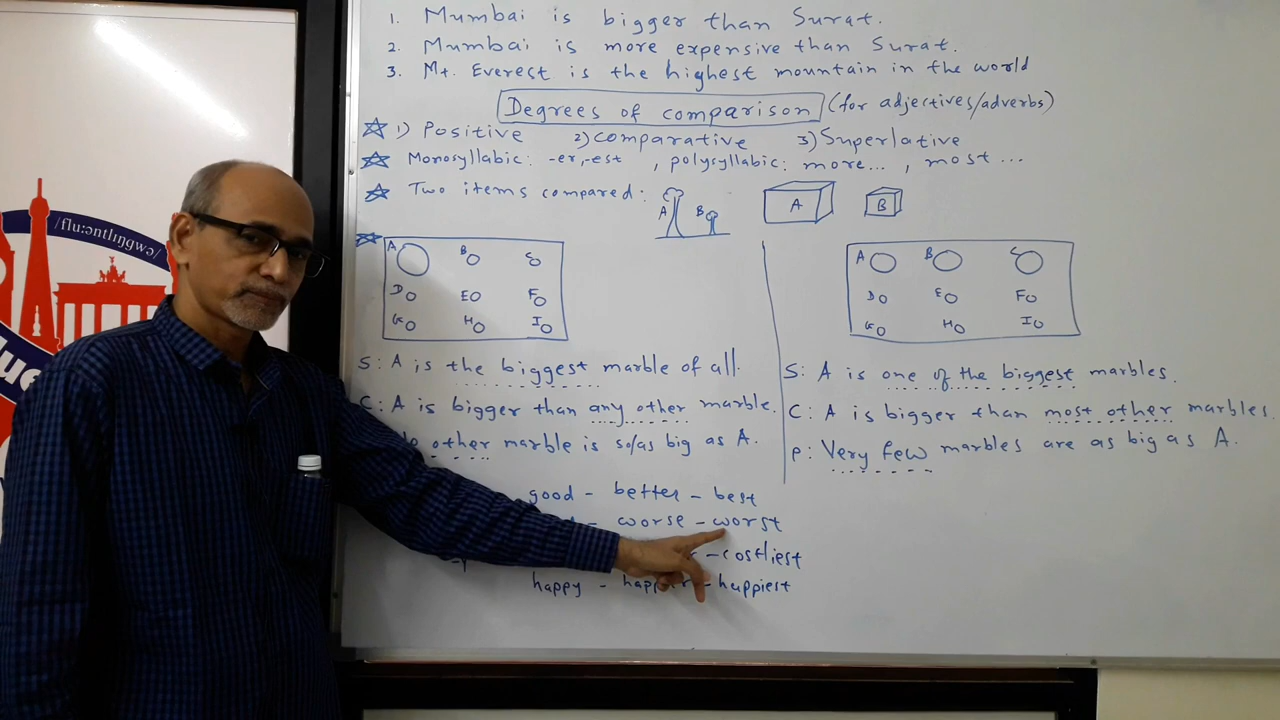 1. Mumbai is bigger than Surat.
2. Mumbai is more expensive than Surat.
3. Mt. Everest is the highest mountain in the world
Degrees of comparison (for adjectives/adverbs)
1) Positive 2) Comparative 3) Superlative
Monosyllabic: -er, -est, polysyllabic: more..., most...
Two items compared: A B A B
A B C
D E F
G H I
S: A is the biggest marble of all.
C: A is bigger than any other marble.
other marble is so/as big as A.
A B C
D E F
G H I
S: A is one of the biggest marbles.
C: A is bigger than most other marbles.
P: Very few marbles are as big as A.
good - better - best
- worse - worst
- costliest
happy - - happiest
/flu:əntlɪŋgwə/